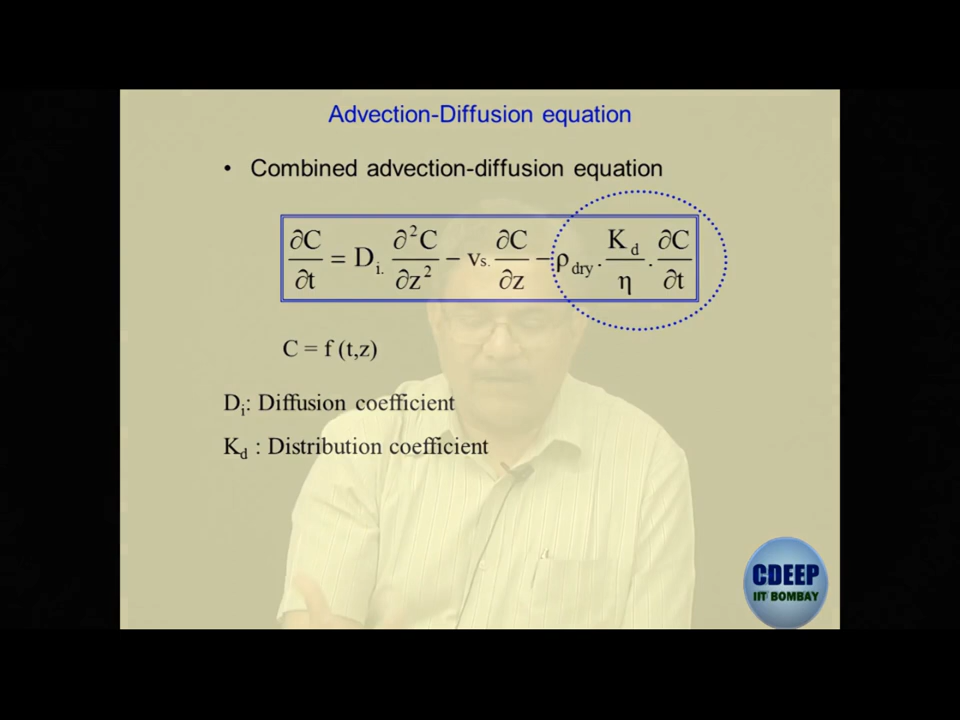 Advection-Diffusion equation
• Combined advection-diffusion equation
∂C/∂t = Dᵢ. ∂²C/∂z² − vₛ. ∂C/∂z − ρ_dry . K_d/η . ∂C/∂t
C = f (t,z)
Dᵢ: Diffusion coefficient
K_d : Distribution coefficient
CDEEP
IIT BOMBAY